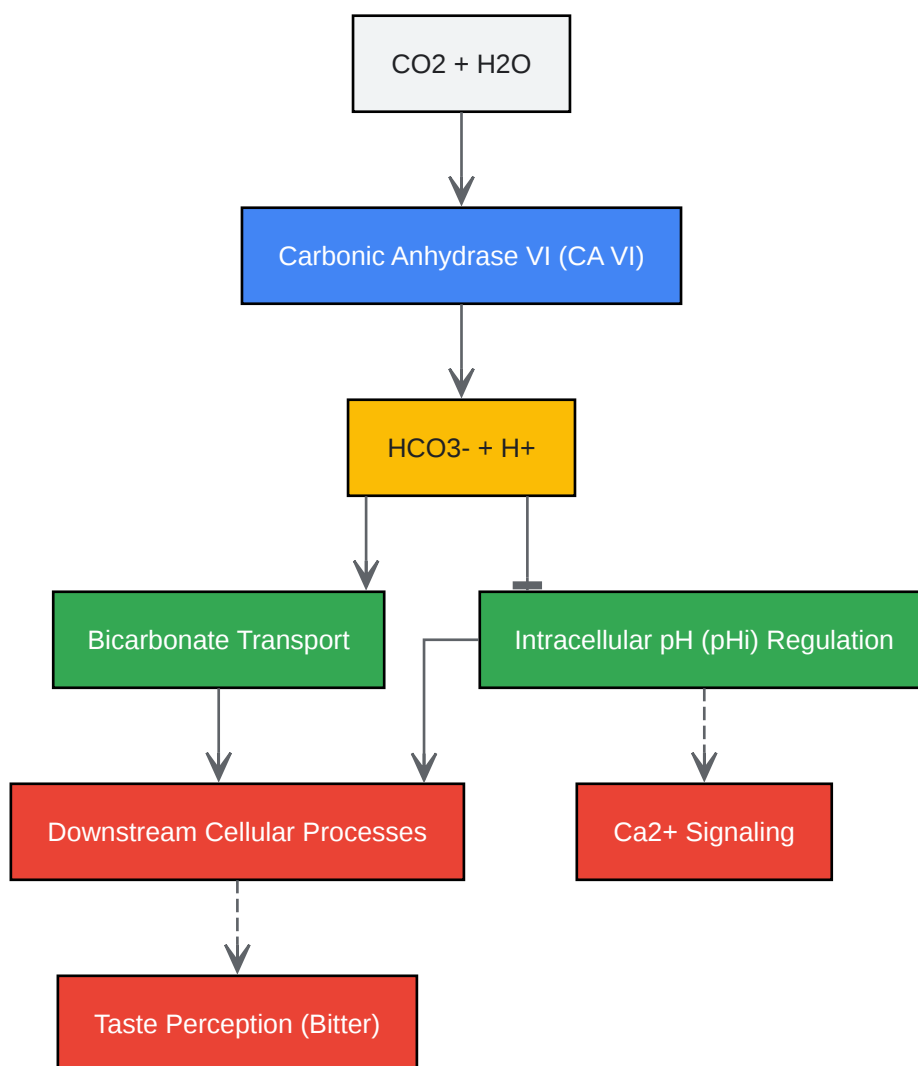 CO2 + H2O
Carbonic Anhydrase VI (CA VI)
HCO3- + H+
Bicarbonate Transport
Intracellular pH (pHi) Regulation
Downstream Cellular Processes
Ca2+ Signaling
Taste Perception (Bitter)